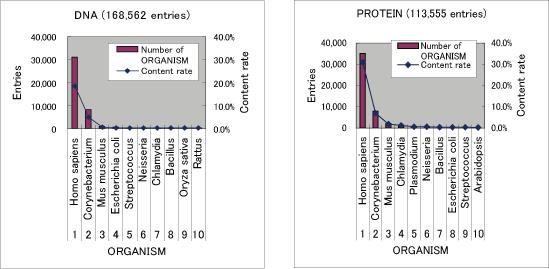 DNA (168,562 entries)
Entries
40,000
30,000
20,000
10,000
0
Number of ORGANISM
Content rate
40.0%
30.0%
20.0%
10.0%
0.0%
Content rate
Homo sapiens
Corynebacterium
Mus musculus
Escherichia coli
Streptococcus
Neisseria
Chlamydia
Bacillus
Oryza sativa
Rattus
1 2 3 4 5 6 7 8 9 10
ORGANISM
PROTEIN (113,555 entries)
Entries
40,000
30,000
20,000
10,000
0
Number of ORGANISM
Content rate
40.0%
30.0%
20.0%
10.0%
0.0%
Content rate
Homo sapiens
Corynebacterium
Mus musculus
Chlamydia
Plasmodium
Neisseria
Bacillus
Escherichia coli
Streptococcus
Arabidopsis
1 2 3 4 5 6 7 8 9 10
ORGANISM